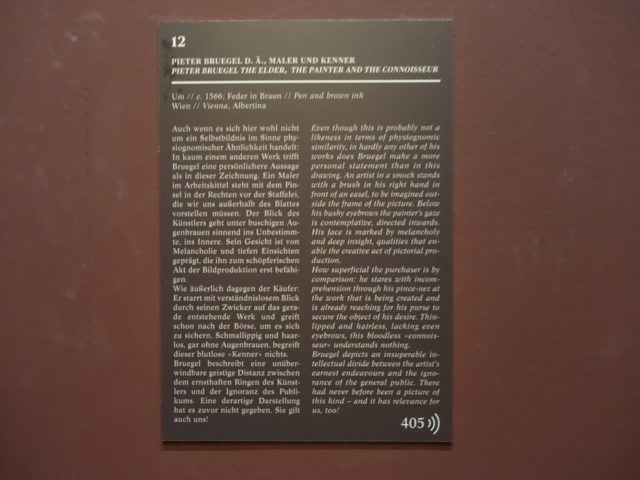 12
PIETER BRUEGEL D. Ä., MALER UND KENNER
PIETER BRUEGEL THE ELDER, THE PAINTER AND THE CONNOISSEUR
Um // c. 1566; Feder in Braun // Pen and brown ink
Wien // Vienna, Albertina
Auch wenn es sich hier wohl nicht
um ein Selbstbildnis im Sinne phy-
siognomischer Ähnlichkeit handelt:
In kaum einem anderen Werk trifft
Bruegel eine persönlichere Aussage
als in dieser Zeichnung. Ein Maler
im Arbeitskittel steht mit dem Pin-
sel in der Rechten vor der Staffelei,
die wir uns außerhalb des Blattes
vorstellen müssen. Der Blick des
Künstlers geht unter buschigen Au-
genbrauen sinnend ins Unbestimm-
te, ins Innere. Sein Gesicht ist von
Melancholie und tiefen Einsichten
geprägt, die ihn zum schöpferischen
Akt der Bildproduktion erst befähi-
gen.
Wie äußerlich dagegen der Käufer:
Er starrt mit verständnislosem Blick
durch seinen Zwicker auf das gera-
de entstehende Werk und greift
schon nach der Börse, um es sich
zu sichern. Schmallippig und haar-
los, gar ohne Augenbrauen, begreift
dieser blutlose »Kenner« nichts.
Bruegel beschreibt eine unüber-
windbare geistige Distanz zwischen
dem ernsthaften Ringen des Künst-
lers und der Ignoranz des Publi-
kums. Eine derartige Darstellung
hat es zuvor nicht gegeben. Sie gilt
auch uns!
Even though this is probably not a
likeness in terms of physiognomic
similarity, in hardly any other of his
works does Bruegel make a more
personal statement than in this
drawing. An artist in a smock stands
with a brush in his right hand in
front of an easel, to be imagined out-
side the frame of the picture. Below
his bushy eyebrows the painter's gaze
is contemplative, directed inwards.
His face is marked by melancholy
and deep insight, qualities that en-
able the creative act of pictorial pro-
duction.
How superficial the purchaser is by
comparison: he stares with incom-
prehension through his pince-nez at
the work that is being created and
is already reaching for his purse to
secure the object of his desire. Thin-
lipped and hairless, lacking even
eyebrows, this bloodless »connois-
seur« understands nothing.
Bruegel depicts an insuperable in-
tellectual divide between the artist's
earnest endeavours and the igno-
rance of the general public. There
had never before been a picture of
this kind – and it has relevance for
us, too!
405